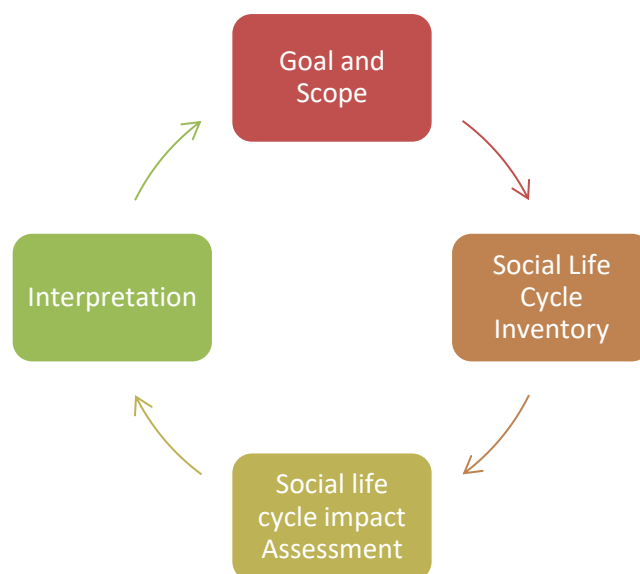 Goal and
Scope
Social Life
Cycle
Inventory
Social life
cycle impact
Assessment
Interpretation